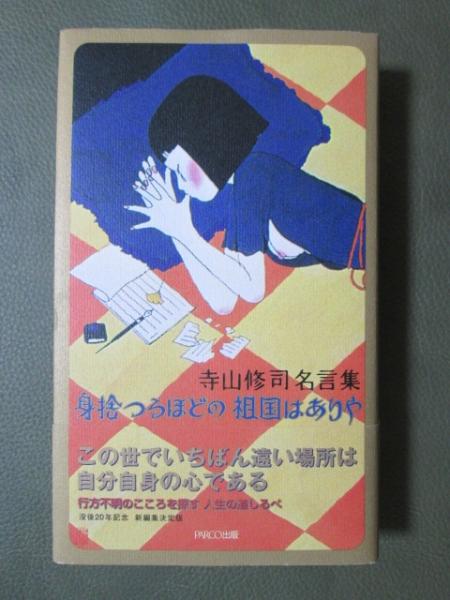 寺山修司名言集
身捨つるほどの 祖国はありや
この世でいちばん遠い場所は
自分自身の心である
行方不明のこころを探す 人生の道しるべ
没後20年記念 新編集決定版
PARCO出版